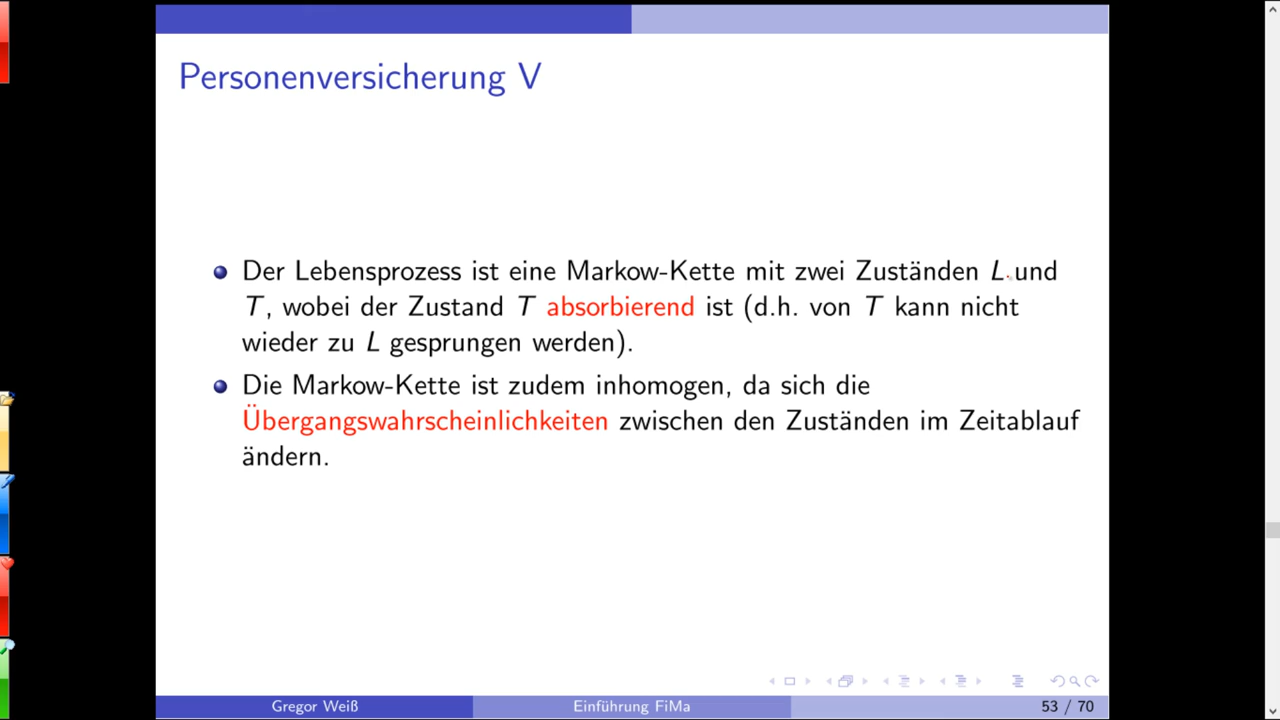 Personenversicherung V
Der Lebensprozess ist eine Markow-Kette mit zwei Zuständen L und
T, wobei der Zustand T absorbierend ist (d.h. von T kann nicht
wieder zu L gesprungen werden).
Die Markow-Kette ist zudem inhomogen, da sich die
Übergangswahrscheinlichkeiten zwischen den Zuständen im Zeitablauf
ändern.
Gregor Weiß
Einführung FiMa
53 / 70